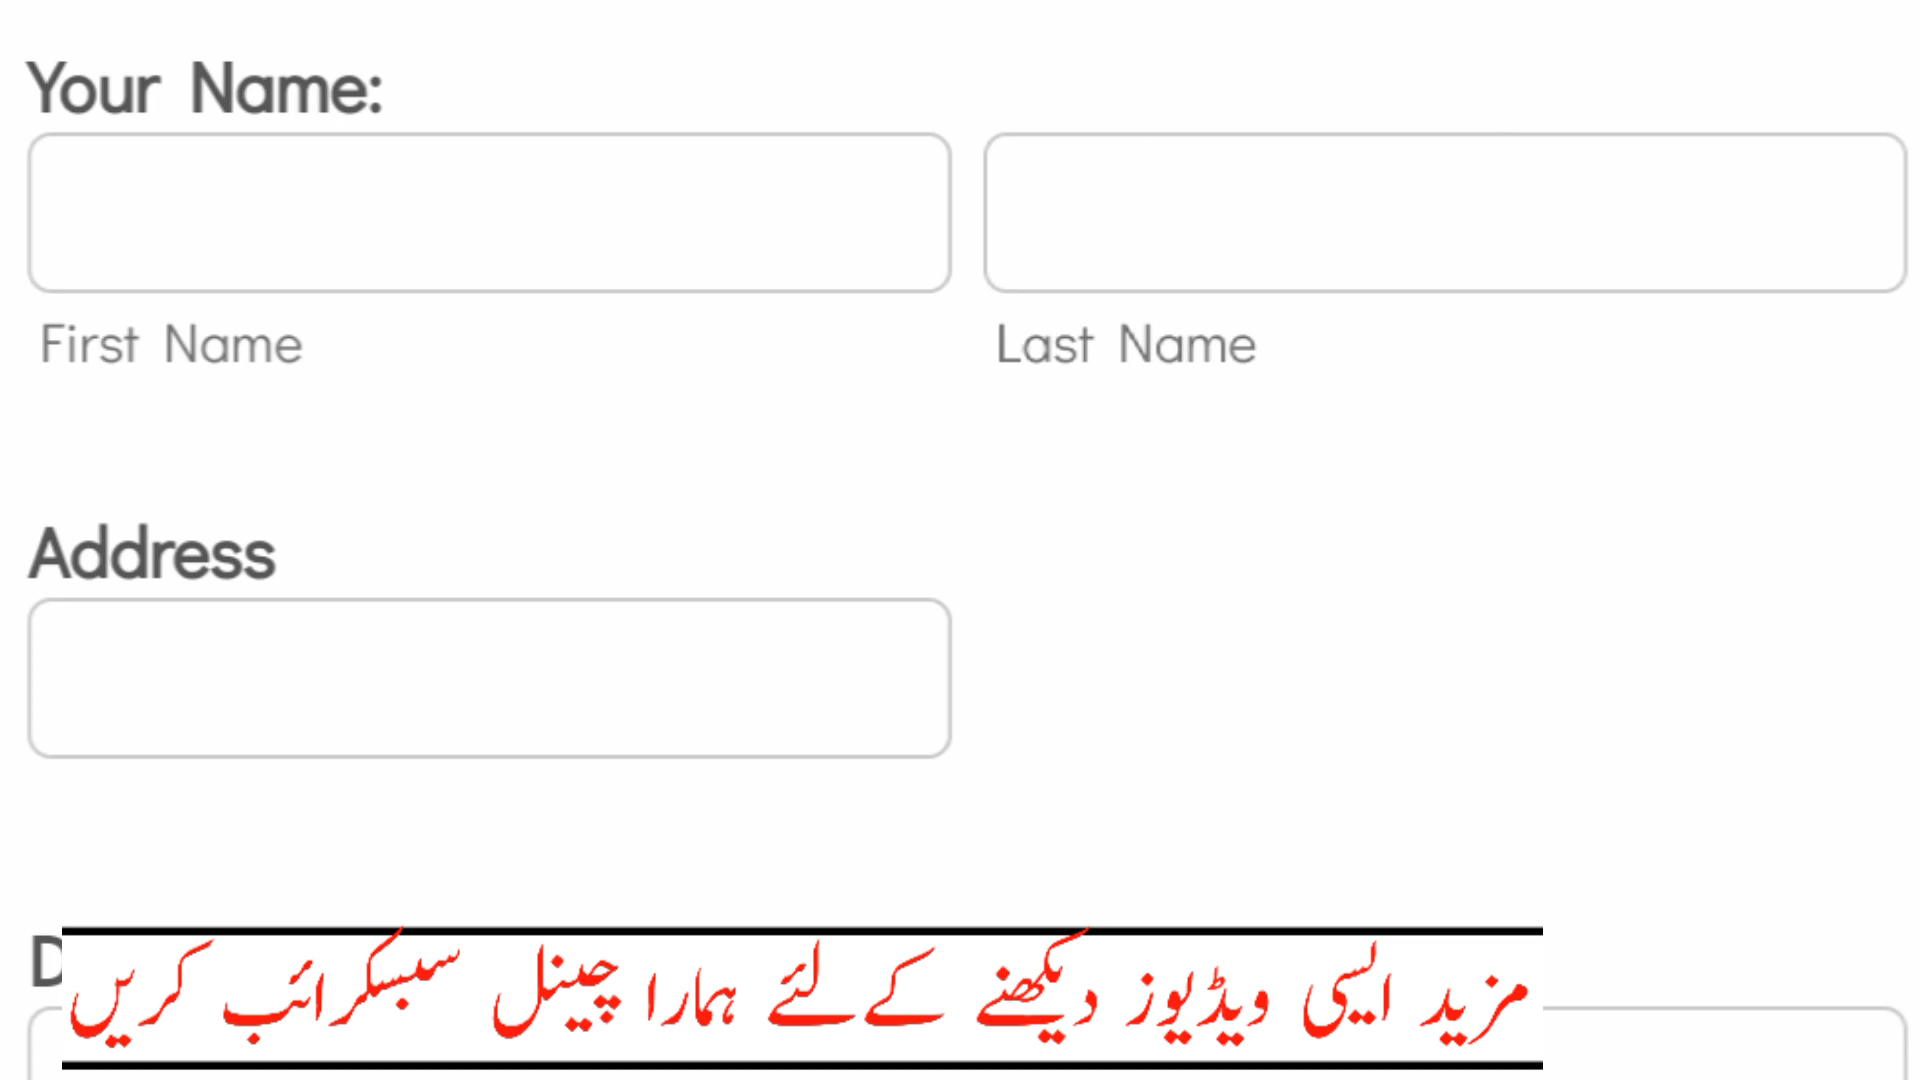 Your Name:
First Name Last Name
Address
مزید ایسی ویڈیوز دیکھنے کے لئے ہمارا چینل سبسکرائب کریں